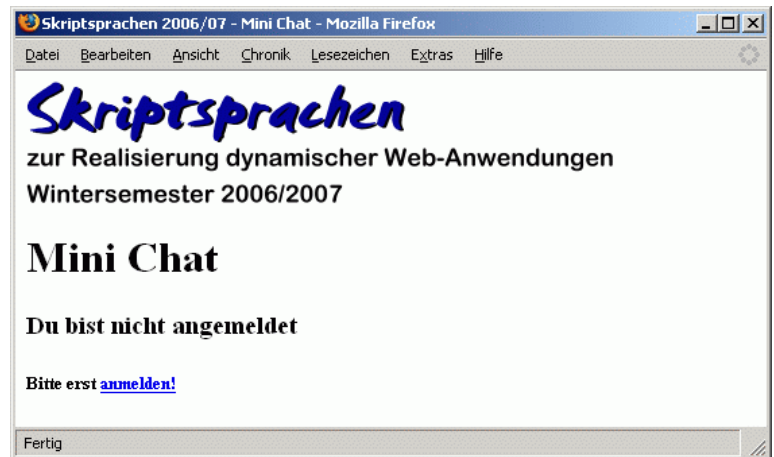 Skriptsprachen 2006/07 - Mini Chat - Mozilla Firefox
Datei Bearbeiten Ansicht Chronik Lesezeichen Extras Hilfe
Skriptsprachen
zur Realisierung dynamischer Web-Anwendungen
Wintersemester 2006/2007
Mini Chat
Du bist nicht angemeldet
Bitte erst anmelden!
Fertig